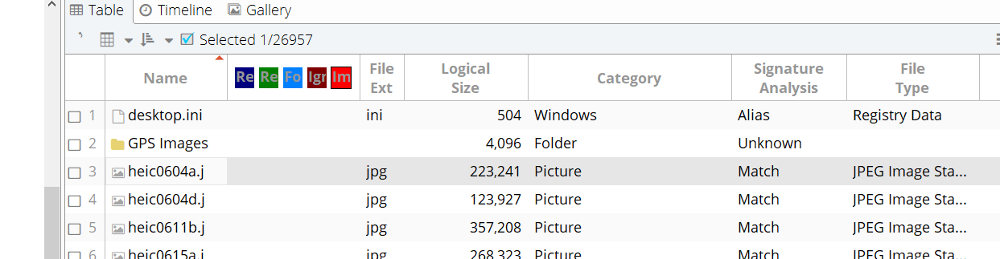 Table Timeline Gallery
Selected 1/26957
Name Re Re Fo Igr Im File Ext Logical Size Category Signature Analysis File Type
1 desktop.ini ini 504 Windows Alias Registry Data
2 GPS Images 4,096 Folder Unknown
3 heic0604a.j jpg 223,241 Picture Match JPEG Image Sta...
4 heic0604d.j jpg 123,927 Picture Match JPEG Image Sta...
5 heic0611b.j jpg 357,208 Picture Match JPEG Image Sta...
6 heic0615a.j jpg 268,323 Picture Match JPEG Image Sta...